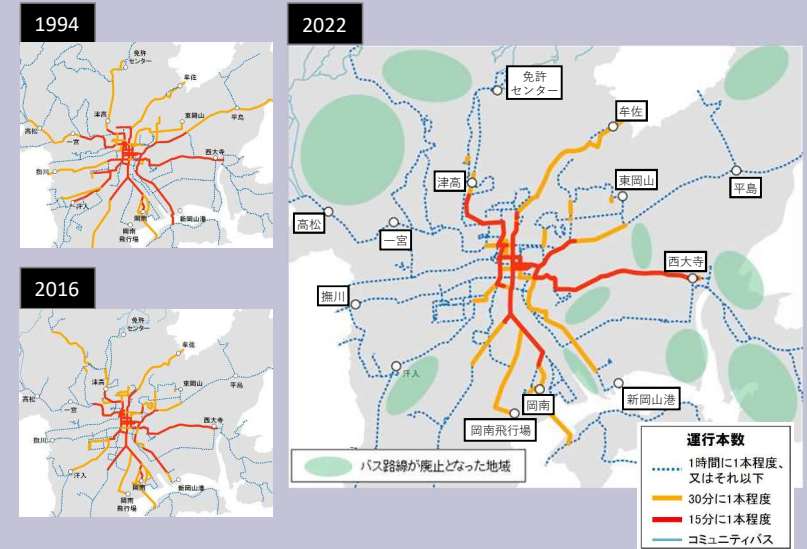 1994
免許
センター
牟佐
津高
東岡山
平島
高松
一宮
西大寺
撫川
汗入
岡南
新岡山港
岡南
飛行場
2016
免許
センター
牟佐
津高
東岡山
平島
高松
一宮
西大寺
撫川
汗入
岡南
新岡山港
岡南
飛行場
2022
免許
センター
牟佐
津高
東岡山
平島
高松
一宮
西大寺
撫川
汗入
岡南
新岡山港
岡南飛行場
バス路線が廃止となった地域
運行本数
1時間に1本程度、
又はそれ以下
30分に1本程度
15分に1本程度
コミュニティバス